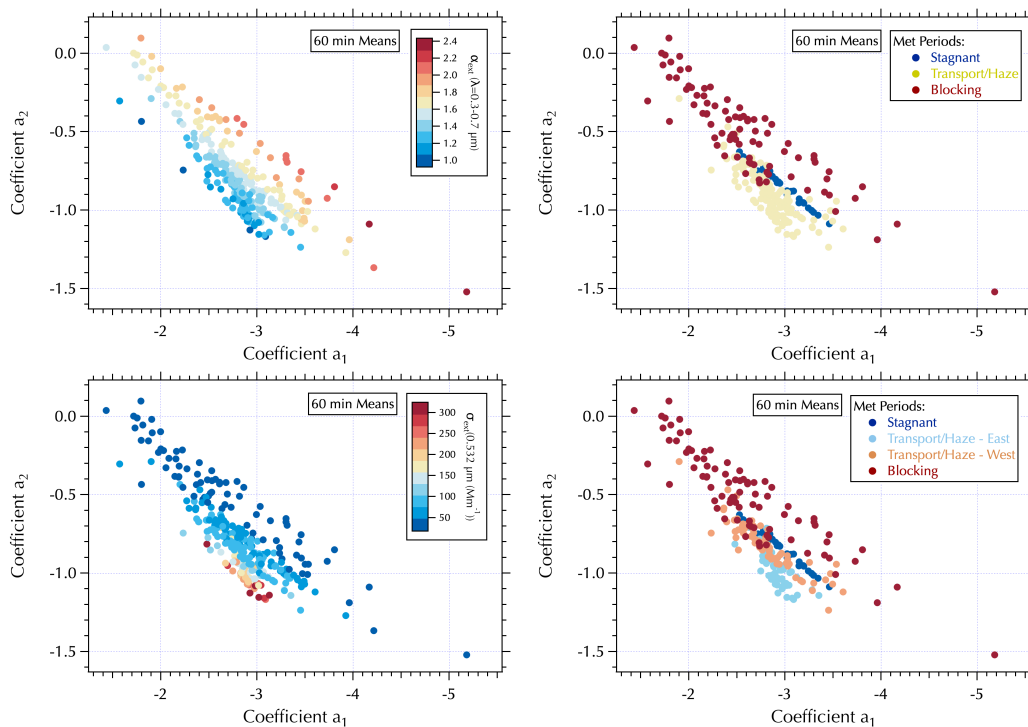 60 min Means
2.4
2.2
2.0
1.8
1.6
1.4
1.2
1.0
α_ext (λ=0.3-0.7 µm)
0.0
-0.5
-1.0
-1.5
Coefficient a₂
-2 -3 -4 -5
Coefficient a₁
60 min Means
Met Periods:
Stagnant
Transport/Haze
Blocking
0.0
-0.5
-1.0
-1.5
Coefficient a₂
-2 -3 -4 -5
Coefficient a₁
60 min Means
300
250
200
150
100
50
σ_ext(0.532 µm (Mm⁻¹))
0.0
-0.5
-1.0
-1.5
Coefficient a₂
-2 -3 -4 -5
Coefficient a₁
60 min Means
Met Periods:
Stagnant
Transport/Haze - East
Transport/Haze - West
Blocking
0.0
-0.5
-1.0
-1.5
Coefficient a₂
-2 -3 -4 -5
Coefficient a₁